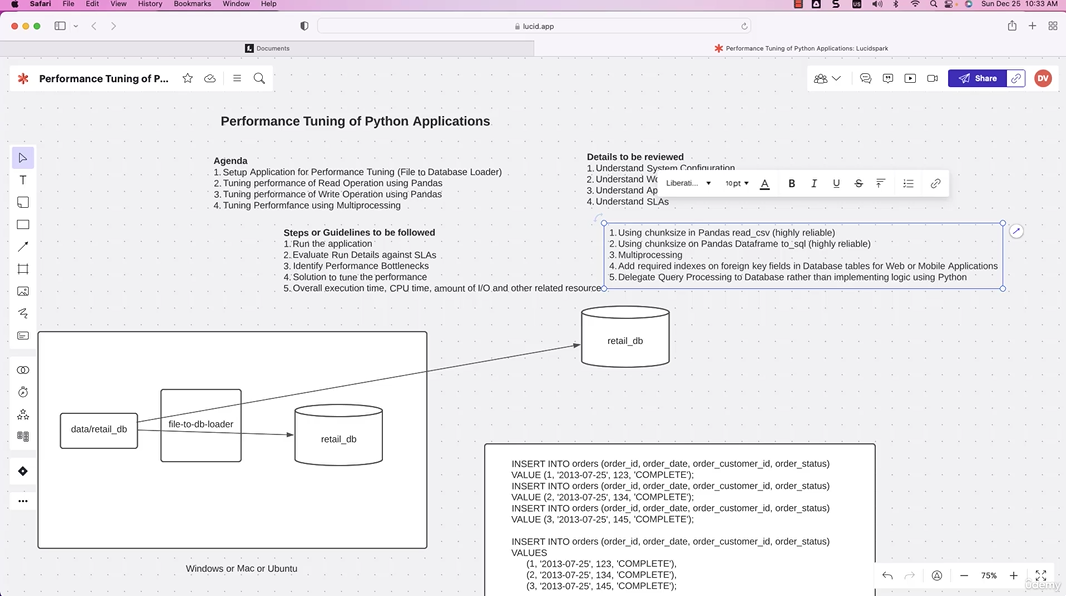 Safari File Edit View History Bookmarks Window Help
US
Sun Dec 25 10:33 AM
lucid.app
Documents
Performance Tuning of Python Applications: Lucidspark
Performance Tuning of P...
Share
DV
Performance Tuning of Python Applications
Agenda
1. Setup Application for Performance Tuning (File to Database Loader)
2. Tuning performance of Read Operation using Pandas
3. Tuning performance of Write Operation using Pandas
4. Tuning Performfance using Multiprocessing
Details to be reviewed
1. Understand System Configuration
2. Understand Wo
3. Understand Ap
4. Understand SLAs
Liberati... 10pt A B I U S
Steps or Guidelines to be followed
1. Run the application
2. Evaluate Run Details against SLAs
3. Identify Performance Bottlenecks
4. Solution to tune the performance
5. Overall execution time, CPU time, amount of I/O and other related resource
1. Using chunksize in Pandas read_csv (highly reliable)
2. Using chunksize on Pandas Dataframe to_sql (highly reliable)
3. Multiprocessing
4. Add required indexes on foreign key fields in Database tables for Web or Mobile Applications
5. Delegate Query Processing to Database rather than implementing logic using Python
retail_db
data/retail_db
file-to-db-loader
retail_db
Windows or Mac or Ubuntu
INSERT INTO orders (order_id, order_date, order_customer_id, order_status)
VALUE (1, '2013-07-25', 123, 'COMPLETE');
INSERT INTO orders (order_id, order_date, order_customer_id, order_status)
VALUE (2, '2013-07-25', 134, 'COMPLETE');
INSERT INTO orders (order_id, order_date, order_customer_id, order_status)
VALUE (3, '2013-07-25', 145, 'COMPLETE');
INSERT INTO orders (order_id, order_date, order_customer_id, order_status)
VALUES
(1, '2013-07-25', 123, 'COMPLETE'),
(2, '2013-07-25', 134, 'COMPLETE'),
(3, '2013-07-25', 145, 'COMPLETE');
75%
Udemy